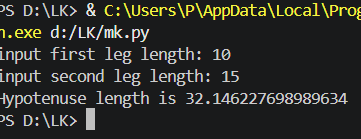 PS D:\LK> & C:\Users\P\AppData\Local\Prog
n.exe d:/LK/mk.py
input first leg length: 10
input second leg length: 15
Hypotenuse length is 32.146227698989634
PS D:\LK>